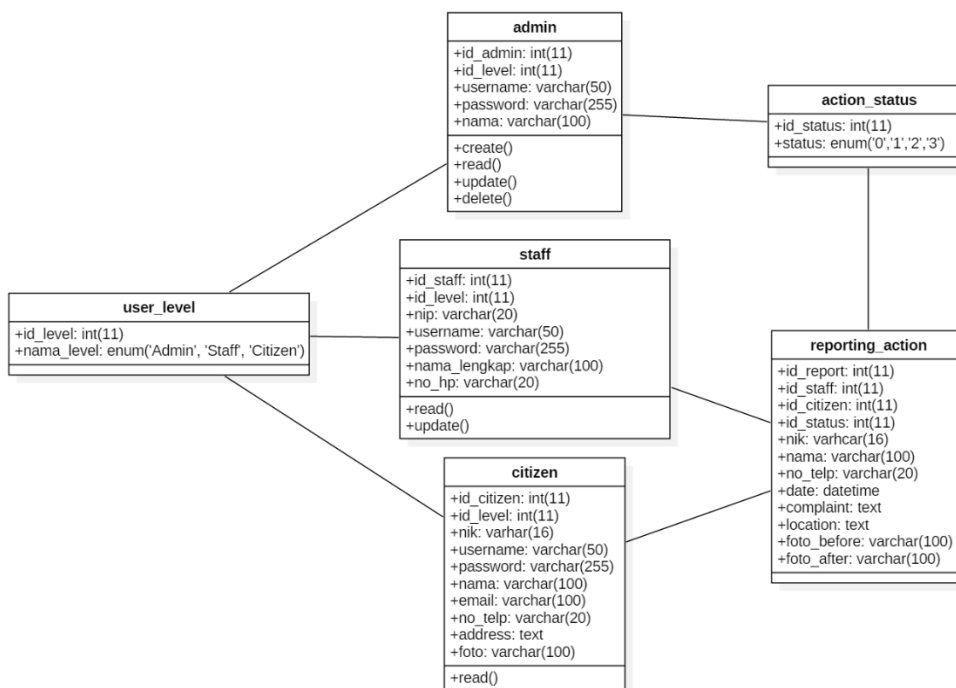 admin
+id_admin: int(11)
+id_level: int(11)
+username: varchar(50)
+password: varchar(255)
+nama: varchar(100)
+create()
+read()
+update()
+delete()
action_status
+id_status: int(11)
+status: enum('0','1','2','3')
staff
+id_staff: int(11)
+id_level: int(11)
+nip: varchar(20)
+username: varchar(50)
+password: varchar(255)
+nama_lengkap: varchar(100)
+no_hp: varchar(20)
+read()
+update()
user_level
+id_level: int(11)
+nama_level: enum('Admin', 'Staff', 'Citizen')
reporting_action
+id_report: int(11)
+id_staff: int(11)
+id_citizen: int(11)
+id_status: int(11)
+nik: varhcar(16)
+nama: varchar(100)
+no_telp: varchar(20)
+date: datetime
+complaint: text
+location: text
+foto_before: varchar(100)
+foto_after: varchar(100)
citizen
+id_citizen: int(11)
+id_level: int(11)
+nik: varhar(16)
+username: varchar(50)
+password: varchar(255)
+nama: varchar(100)
+email: varchar(100)
+no_telp: varchar(20)
+address: text
+foto: varchar(100)
+read()